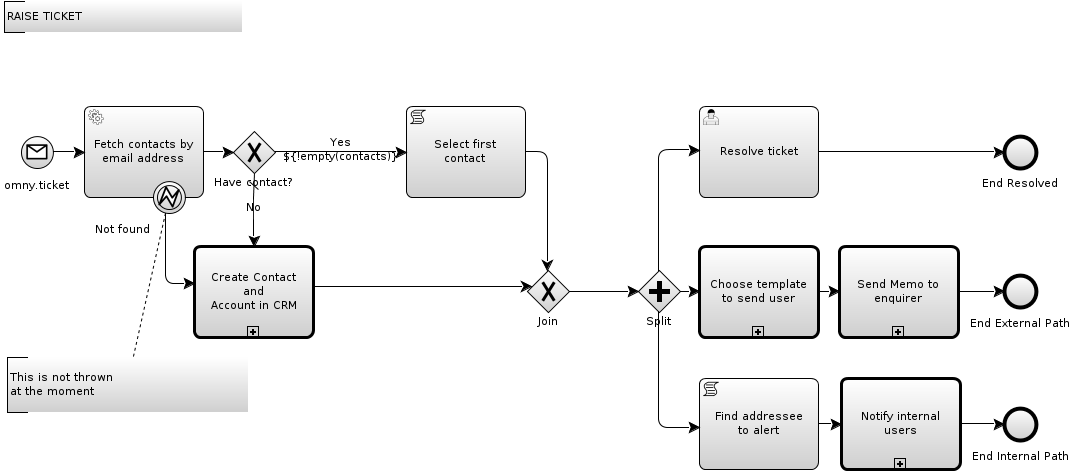 RAISE TICKET
omny.ticket
Fetch contacts by
email address
Not found
Have contact?
Yes
${!empty(contacts)}
No
Select first
contact
Create Contact
and
Account in CRM
Join
Split
Resolve ticket
End Resolved
Choose template
to send user
Send Memo to
enquirer
End External Path
Find addressee
to alert
Notify internal
users
End Internal Path
This is not thrown
at the moment